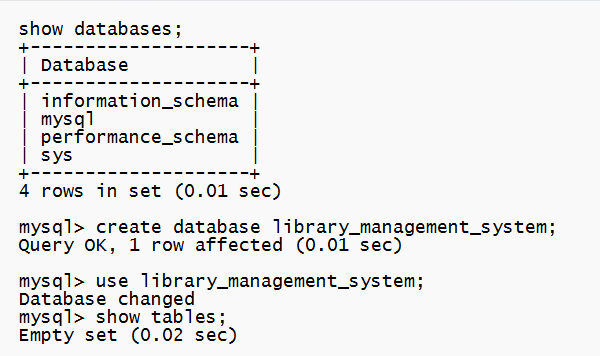 show databases;
+--------------------+
| Database           |
+--------------------+
| information_schema |
| mysql              |
| performance_schema |
| sys                |
+--------------------+
4 rows in set (0.01 sec)
mysql> create database library_management_system;
Query OK, 1 row affected (0.01 sec)
mysql> use library_management_system;
Database changed
mysql> show tables;
Empty set (0.02 sec)